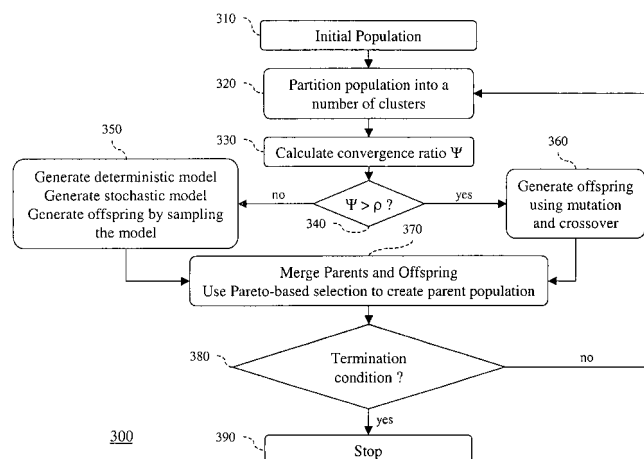 310
Initial Population
320
Partition population into a
number of clusters
330
Calculate convergence ratio Ψ
350
Generate deterministic model
Generate stochastic model
Generate offspring by sampling
the model
no
Ψ > ρ ?
340
yes
360
Generate offspring
using mutation
and crossover
370
Merge Parents and Offspring
Use Pareto-based selection to create parent population
380
Termination
condition ?
no
yes
300
390
Stop